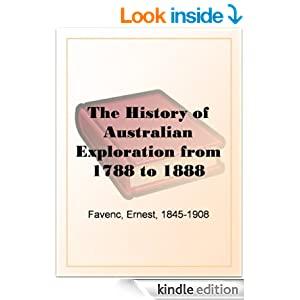 Look inside
The History of
Australian
Exploration from
1788 to 1888
Favenc, Ernest, 1845-1908
kindle edition